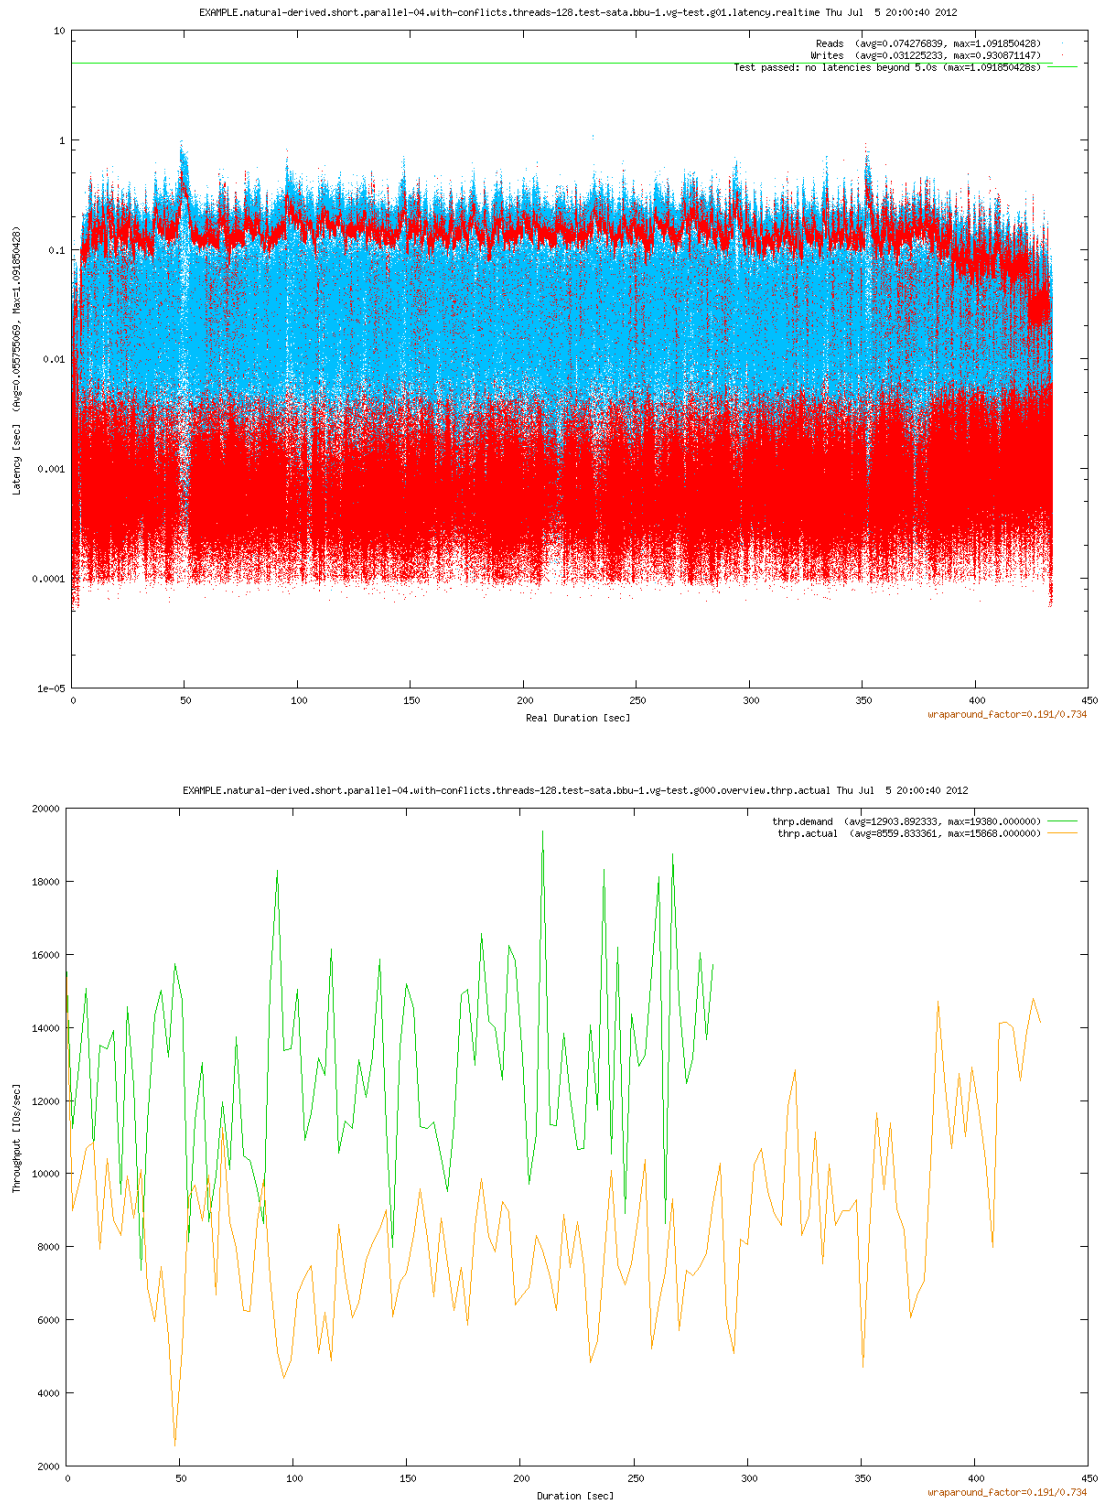 EXAMPLE.natural-derived.short.parallel-04.with-conflicts.threads-128.test-sata.bbu-1.vg-test.g01.latency.realtime Thu Jul  5 20:00:40 2012
Reads  (avg=0.074276839, max=1.091850428)
Writes  (avg=0.031225233, max=0.930871147)
Test passed: no latencies beyond 5.0s (max=1.091850428s)
10
1
0.1
0.01
0.001
0.0001
1e-05
Latency [sec]  (Avg=0.055755069, Max=1.091850428)
0 50 100 150 200 250 300 350 400 450
Real Duration [sec]
wraparound_factor=0.191/0.734
EXAMPLE.natural-derived.short.parallel-04.with-conflicts.threads-128.test-sata.bbu-1.vg-test.g000.overview.thrp.actual Thu Jul  5 20:00:40 2012
thrp.demand  (avg=12903.892333, max=19380.000000)
thrp.actual  (avg=8559.833361, max=15868.000000)
20000
18000
16000
14000
12000
10000
8000
6000
4000
2000
Throughput [IOs/sec]
0 50 100 150 200 250 300 350 400 450
Duration [sec]
wraparound_factor=0.191/0.734